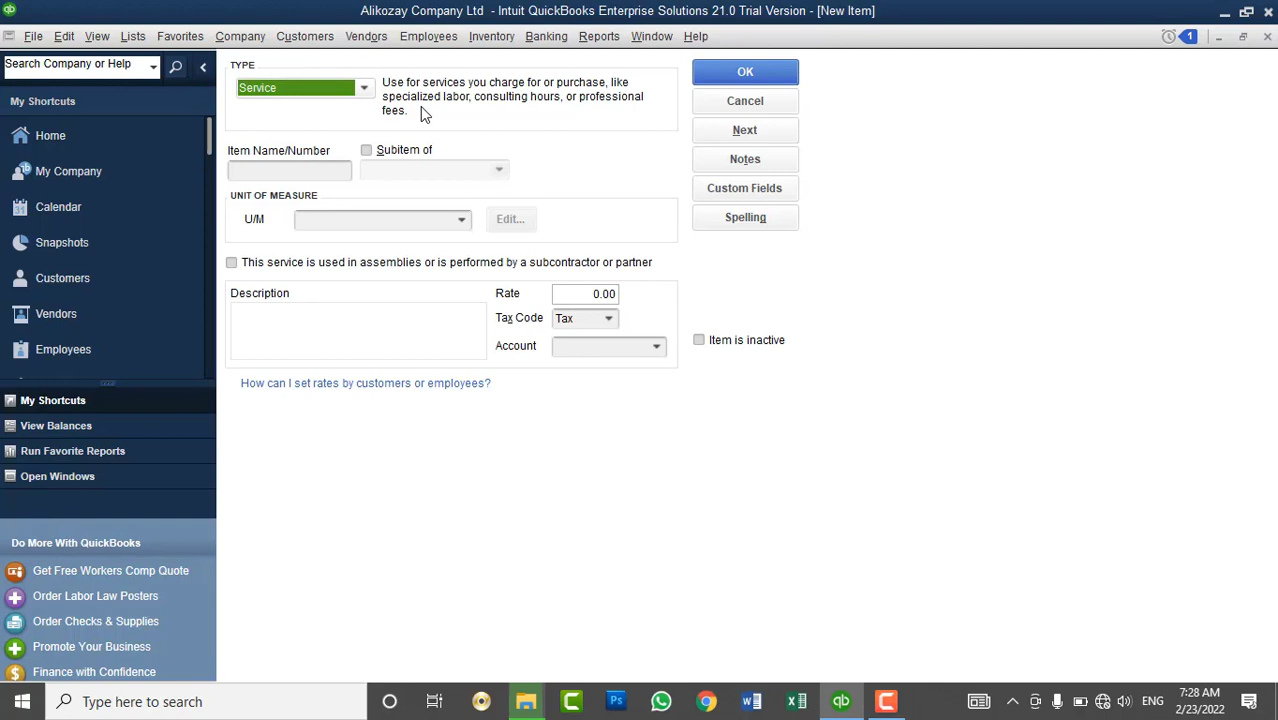 Alikozay Company Ltd - Intuit QuickBooks Enterprise Solutions 21.0 Trial Version - [New Item]
File Edit View Lists Favorites Company Customers Vendors Employees Inventory Banking Reports Window Help
1
Search Company or Help
My Shortcuts
Home
My Company
Calendar
24
Snapshots
Customers
Vendors
Employees
My Shortcuts
View Balances
Run Favorite Reports
Open Windows
Do More With QuickBooks
Get Free Workers Comp Quote
Order Labor Law Posters
Order Checks & Supplies
Promote Your Business
Finance with Confidence
TYPE
Service
Use for services you charge for or purchase, like
specialized labor, consulting hours, or professional
fees.
Item Name/Number
Subitem of
UNIT OF MEASURE
U/M
Edit...
This service is used in assemblies or is performed by a subcontractor or partner
Description
Rate 0.00
Tax Code Tax
Account
How can I set rates by customers or employees?
OK
Cancel
Next
Notes
Custom Fields
Spelling
Item is inactive
Type here to search
ENG
7:28 AM
2/23/2022